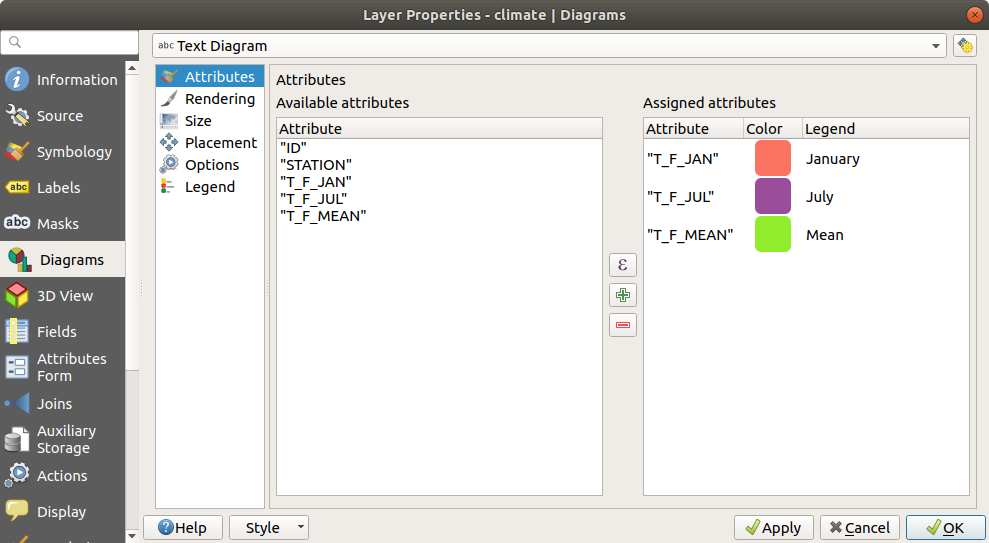 Layer Properties - climate | Diagrams
abc Text Diagram
Information
Source
Symbology
abc Labels
abc Masks
Diagrams
3D View
Fields
Attributes
Form
Joins
Auxiliary
Storage
Actions
Display
Attributes
Rendering
Size
Placement
Options
Legend
Attributes
Available attributes
Attribute
"ID"
"STATION"
"T_F_JAN"
"T_F_JUL"
"T_F_MEAN"
ε
Assigned attributes
Attribute Color Legend
"T_F_JAN" January
"T_F_JUL" July
"T_F_MEAN" Mean
?Help
Style
Apply
Cancel
OK